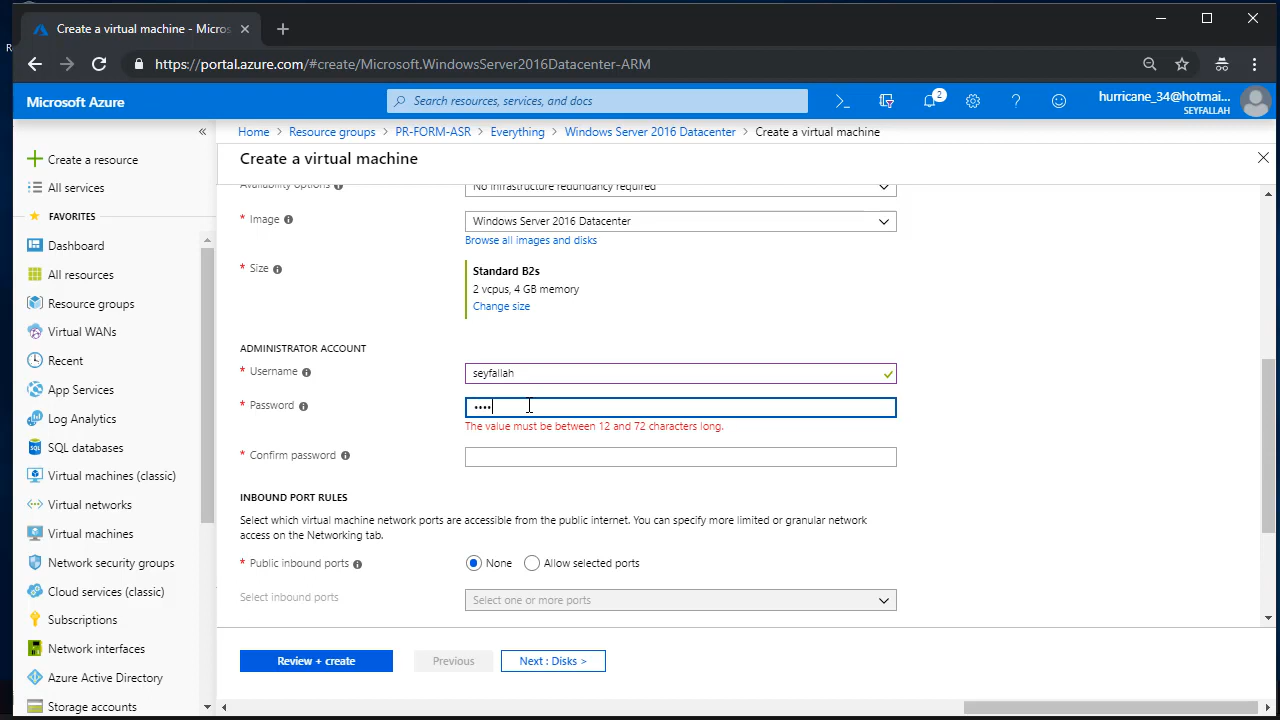 Create a virtual machine - Micros
https://portal.azure.com/#create/Microsoft.WindowsServer2016Datacenter-ARM
Microsoft Azure
Search resources, services, and docs
2
hurricane_34@hotmai...
SEYFALLAH
Home > Resource groups > PR-FORM-ASR > Everything > Windows Server 2016 Datacenter > Create a virtual machine
Create a virtual machine
Create a resource
All services
FAVORITES
Dashboard
All resources
Resource groups
Virtual WANs
Recent
App Services
Log Analytics
SQL databases
Virtual machines (classic)
Virtual networks
Virtual machines
Network security groups
Cloud services (classic)
Subscriptions
Network interfaces
Azure Active Directory
Storage accounts
Availability options
No infrastructure redundancy required
* Image
Windows Server 2016 Datacenter
Browse all images and disks
* Size
Standard B2s
2 vcpus, 4 GB memory
Change size
ADMINISTRATOR ACCOUNT
* Username
seyfallah
* Password
••••
The value must be between 12 and 72 characters long.
* Confirm password
INBOUND PORT RULES
Select which virtual machine network ports are accessible from the public internet. You can specify more limited or granular network
access on the Networking tab.
* Public inbound ports
None
Allow selected ports
Select inbound ports
Select one or more ports
Review + create
Previous
Next : Disks >